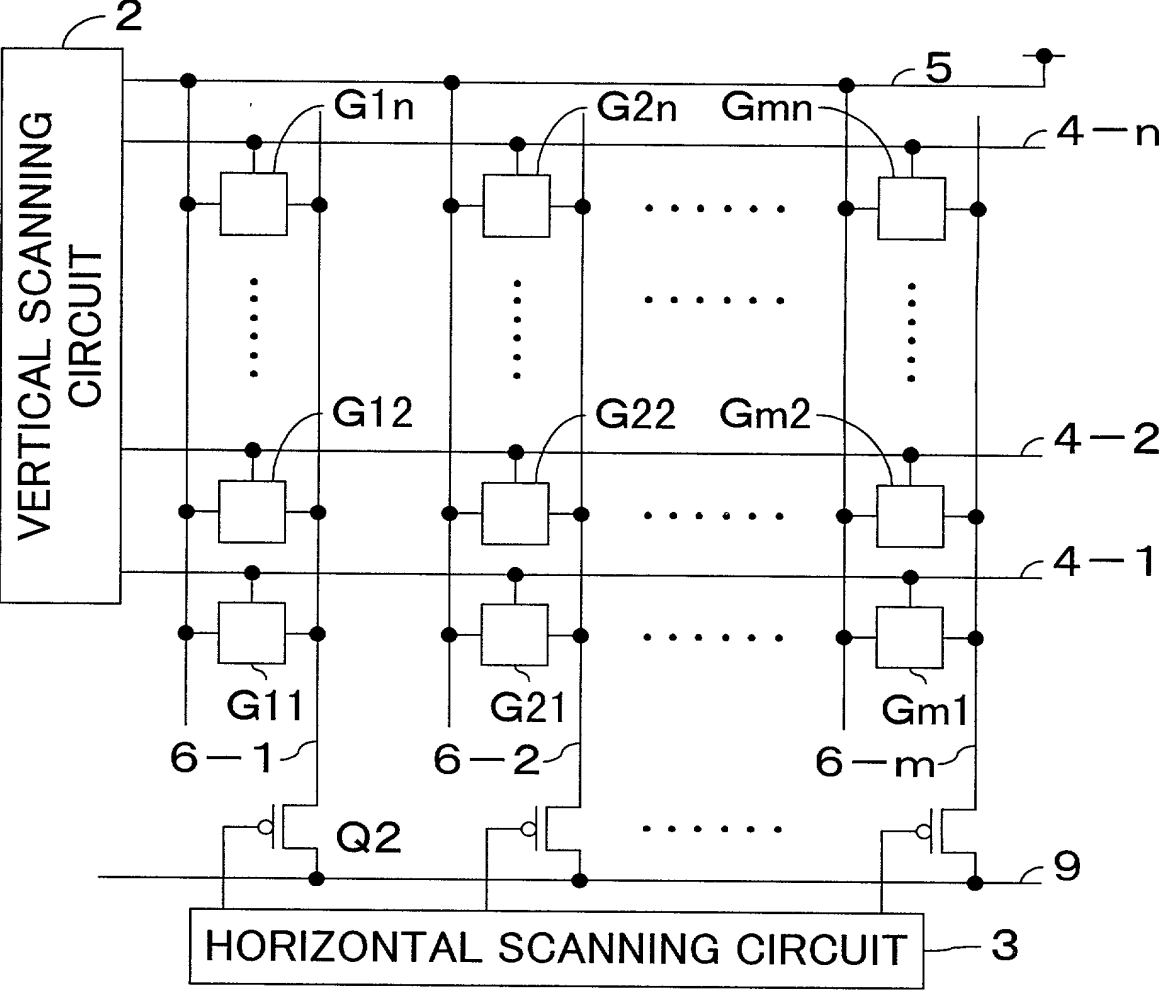 2
VERTICAL SCANNING
CIRCUIT
5
G1n
G2n
Gmn
4-n
G12
G22
Gm2
4-2
4-1
G11
G21
Gm1
6-1
6-2
6-m
Q2
9
HORIZONTAL SCANNING CIRCUIT
3